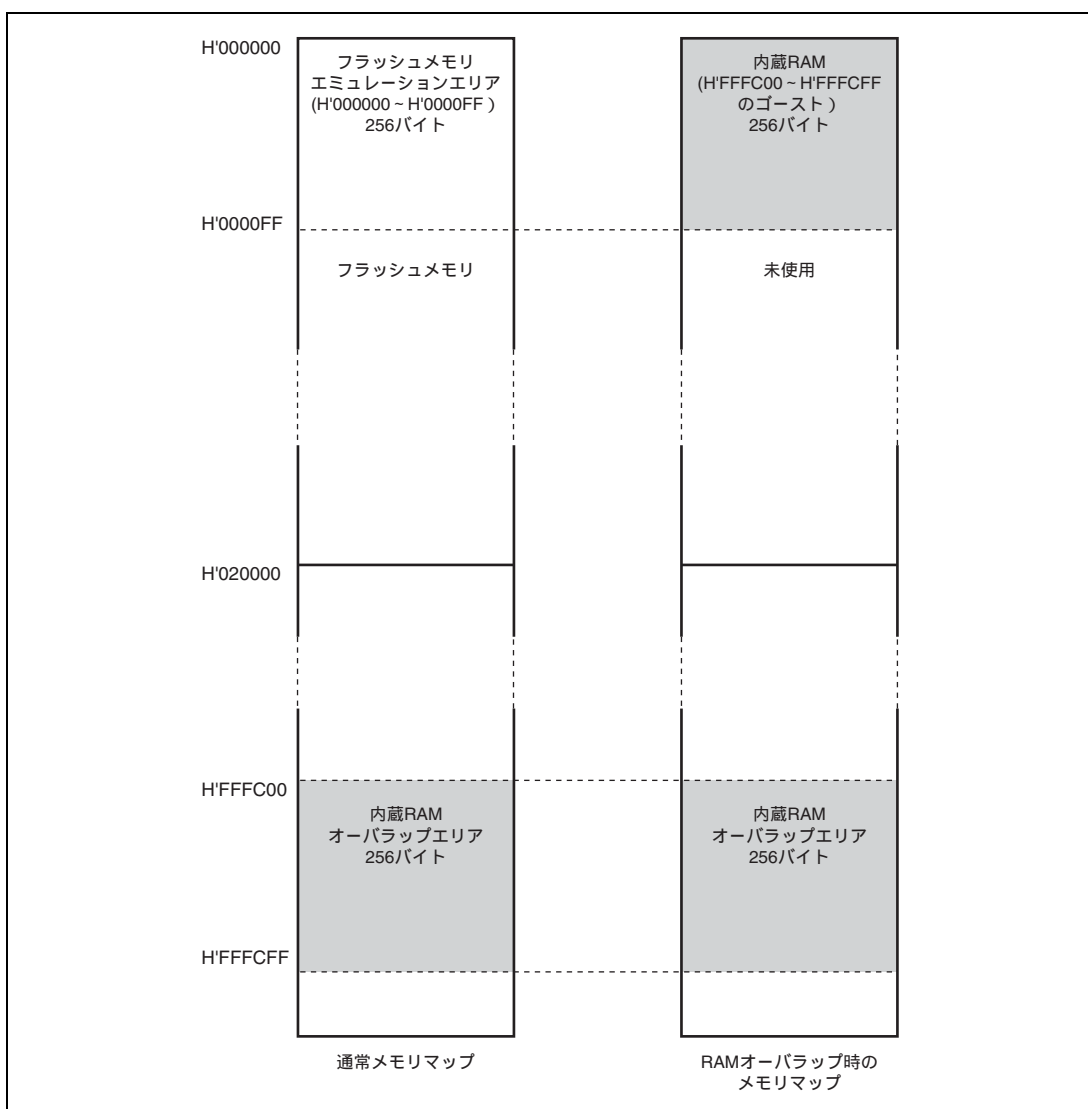 H'000000
フラッシュメモリ
エミュレーションエリア
(H'000000～H'0000FF）
256バイト
内蔵RAM
(H'FFFC00～H'FFFCFF
のゴースト）
256バイト
H'0000FF
フラッシュメモリ
未使用
H'020000
H'FFFC00
内蔵RAM
オーバラップエリア
256バイト
内蔵RAM
オーバラップエリア
256バイト
H'FFFCFF
通常メモリマップ
RAMオーバラップ時の
メモリマップ